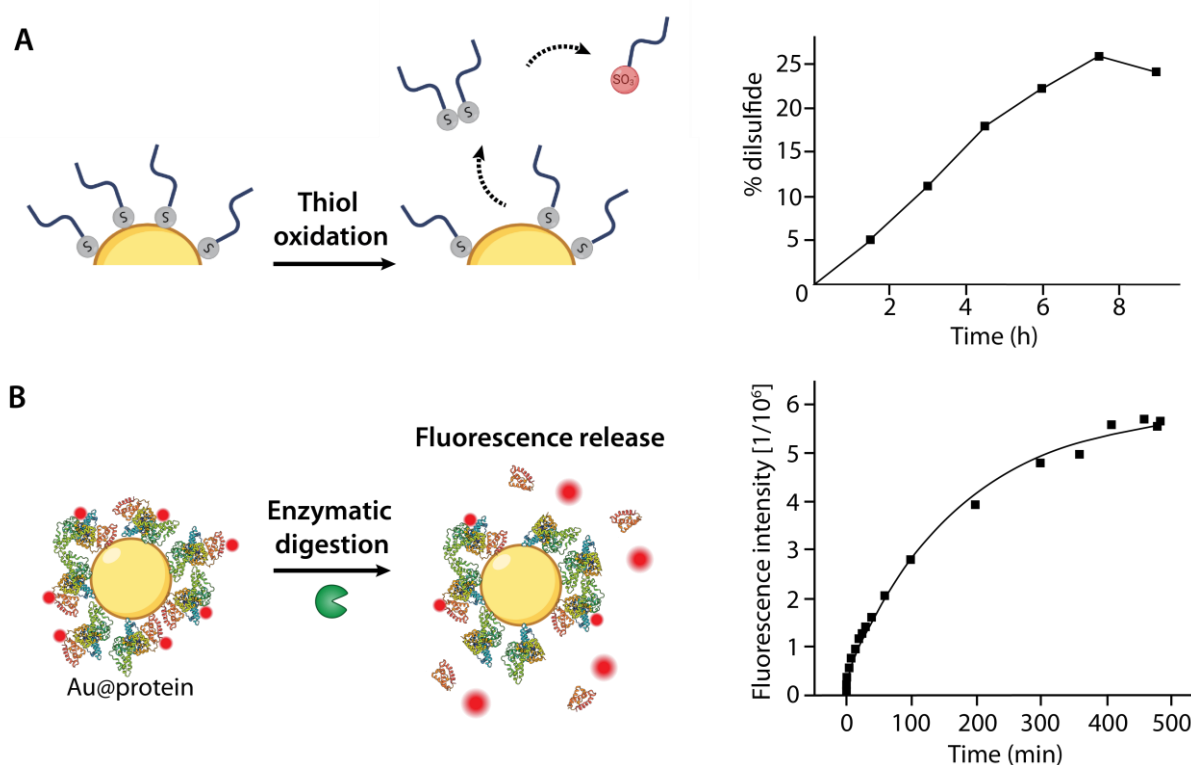 A
S
S
S
S
Thiol
oxidation
S
S
SO₃⁻
S
S
% dilsulfide
25
20
15
10
5
0
2
4
6
8
Time (h)
B
Au@protein
Enzymatic
digestion
Fluorescence release
Fluorescence intensity [1/10⁶]
6
5
4
3
2
1
0
0
100
200
300
400
500
Time (min)